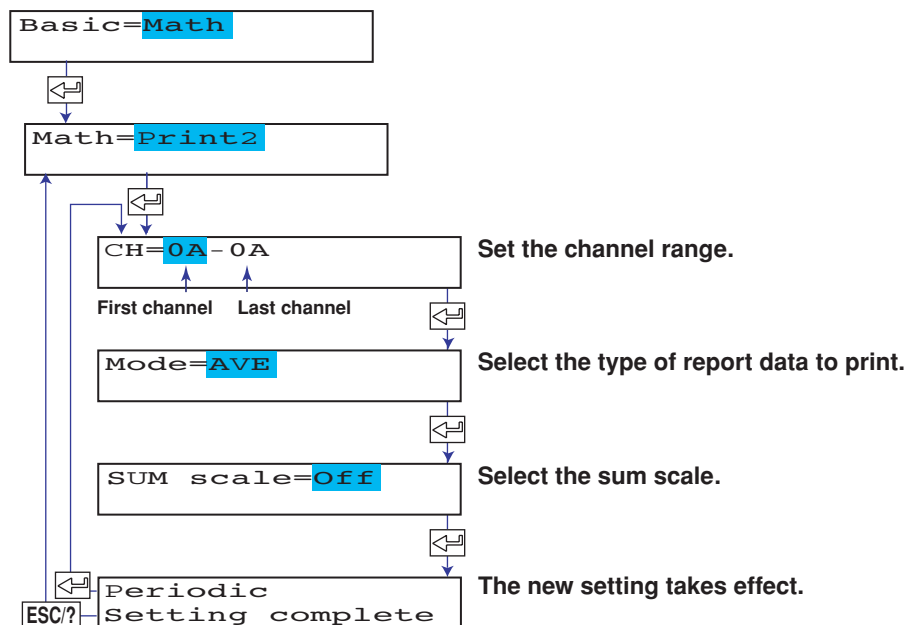 Basic=Math
Math=Print2
CH=0A-0A
Set the channel range.
First channel Last channel
Mode=AVE
Select the type of report data to print.
SUM scale=Off
Select the sum scale.
Periodic
The new setting takes effect.
ESC/?
Setting complete